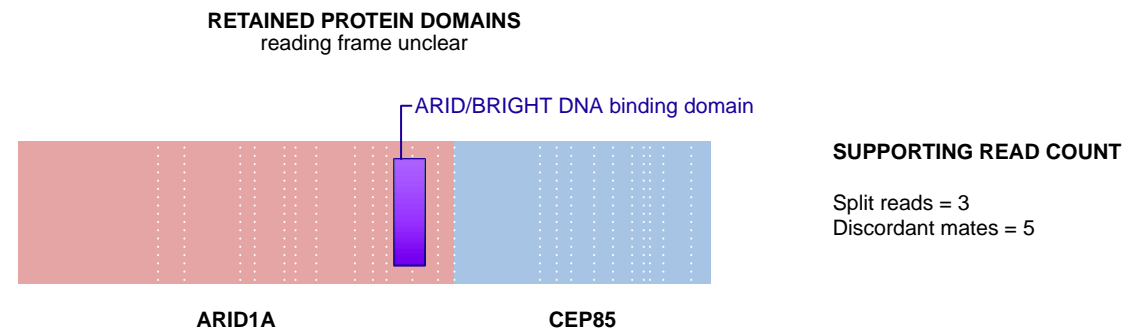 RETAINED PROTEIN DOMAINS
reading frame unclear
ARID/BRIGHT DNA binding domain
SUPPORTING READ COUNT
Split reads = 3
Discordant mates = 5
ARID1A
CEP85